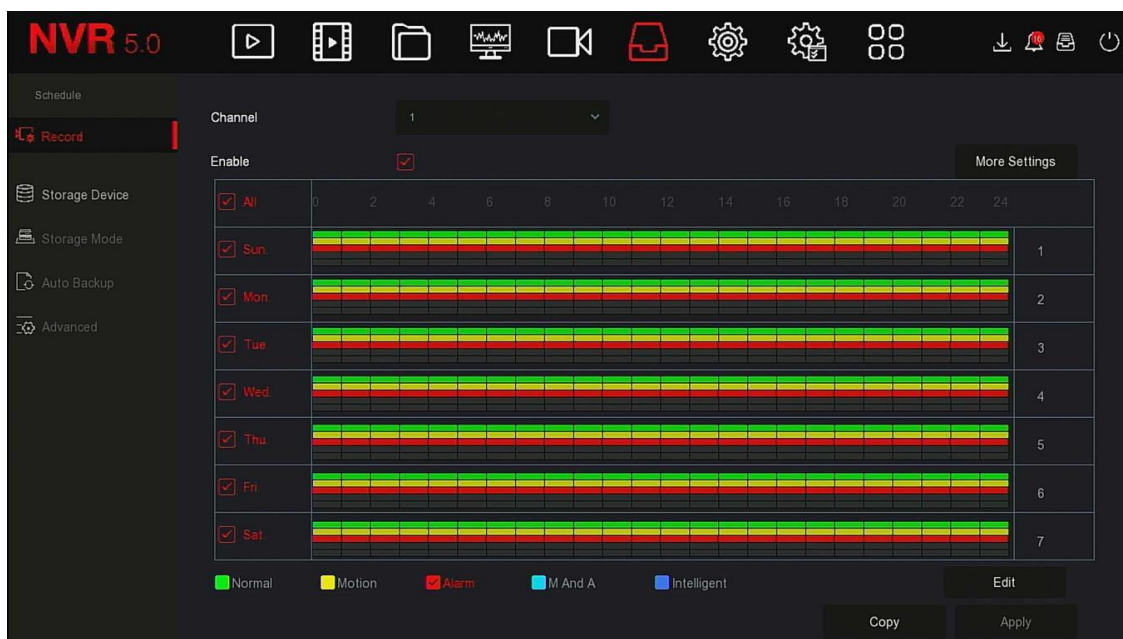 NVR 5.0
16
Schedule
Record
Storage Device
Storage Mode
Auto Backup
Advanced
Channel 1
Enable
More Settings
All 0 2 4 6 8 10 12 14 16 18 20 22 24
Sun. 1
Mon. 2
Tue. 3
Wed. 4
Thu. 5
Fri. 6
Sat. 7
Normal Motion Alarm M And A Intelligent
Edit
Copy Apply